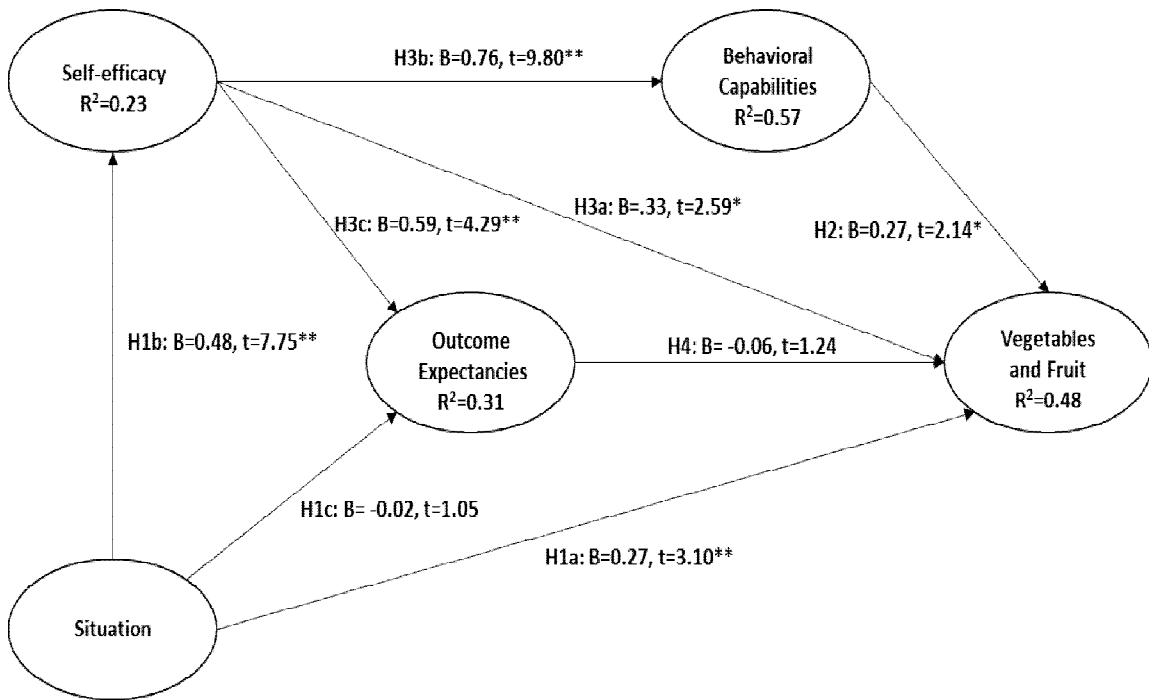 Self-efficacy
R²=0.23
H3b: B=0.76, t=9.80**
Behavioral
Capabilities
R²=0.57
H3c: B=0.59, t=4.29**
H3a: B=.33, t=2.59*
H2: B=0.27, t=2.14*
H1b: B=0.48, t=7.75**
Outcome
Expectancies
R²=0.31
H4: B= -0.06, t=1.24
Vegetables
and Fruit
R²=0.48
H1c: B= -0.02, t=1.05
H1a: B=0.27, t=3.10**
Situation